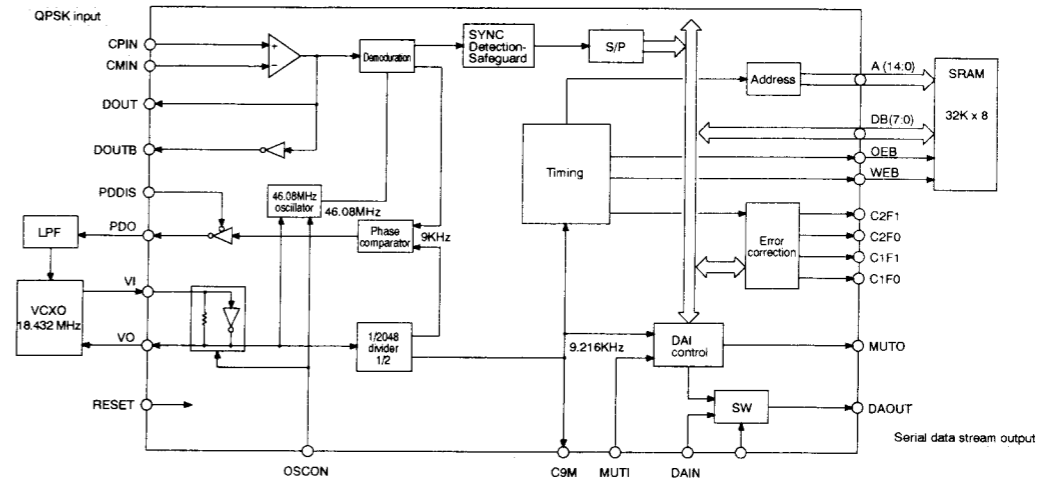 QPSK input
CPIN
CMIN
DOUT
DOUTB
PDDIS
PDO
LPF
VI
VCXO
18.432 MHz
VO
RESET
Demoduration
SYNC
Detection-
Safeguard
S/P
46.08MHz
oscillator
46.08MHz
Phase
comparator
9KHz
1/2048
divider
1/2
Timing
Address
A (14:0)
SRAM
32K x 8
DB(7:0)
OEB
WEB
Error
correction
C2F1
C2F0
C1F1
C1F0
9.216KHz
DAI
control
MUTO
SW
DAOUT
Serial data stream output
OSCON
C9M
MUTI
DAIN